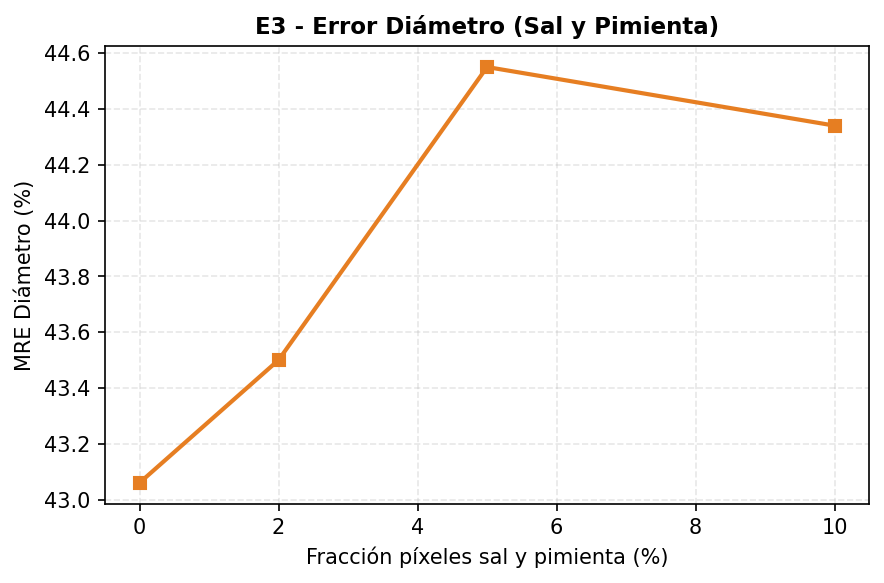 E3 - Error Diámetro (Sal y Pimienta)
MRE Diámetro (%)
44.6
44.4
44.2
44.0
43.8
43.6
43.4
43.2
43.0
0 2 4 6 8 10
Fracción píxeles sal y pimienta (%)